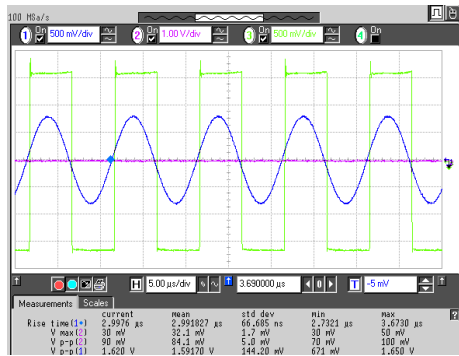 100 MSa/s
1 On 500 mV/div 2 On 1.00 V/div 3 On 500 mV/div 4 On
H 5.00 µs/div 3.690000 µs 0 T -5 mV
Measurements Scales
current mean std dev min max
Rise time(1•) 2.9976 µs 2.991827 µs 66.685 ns 2.7321 µs 3.6730 µs
V max(2) 30 mV 32.1 mV 1.7 mV 30 mV 50 mV
V p-p(2) 90 mV 84.1 mV 5.0 mV 70 mV 100 mV
V p-p(1) 1.620 V 1.59170 V 144.20 mV 671 mV 1.650 V
?